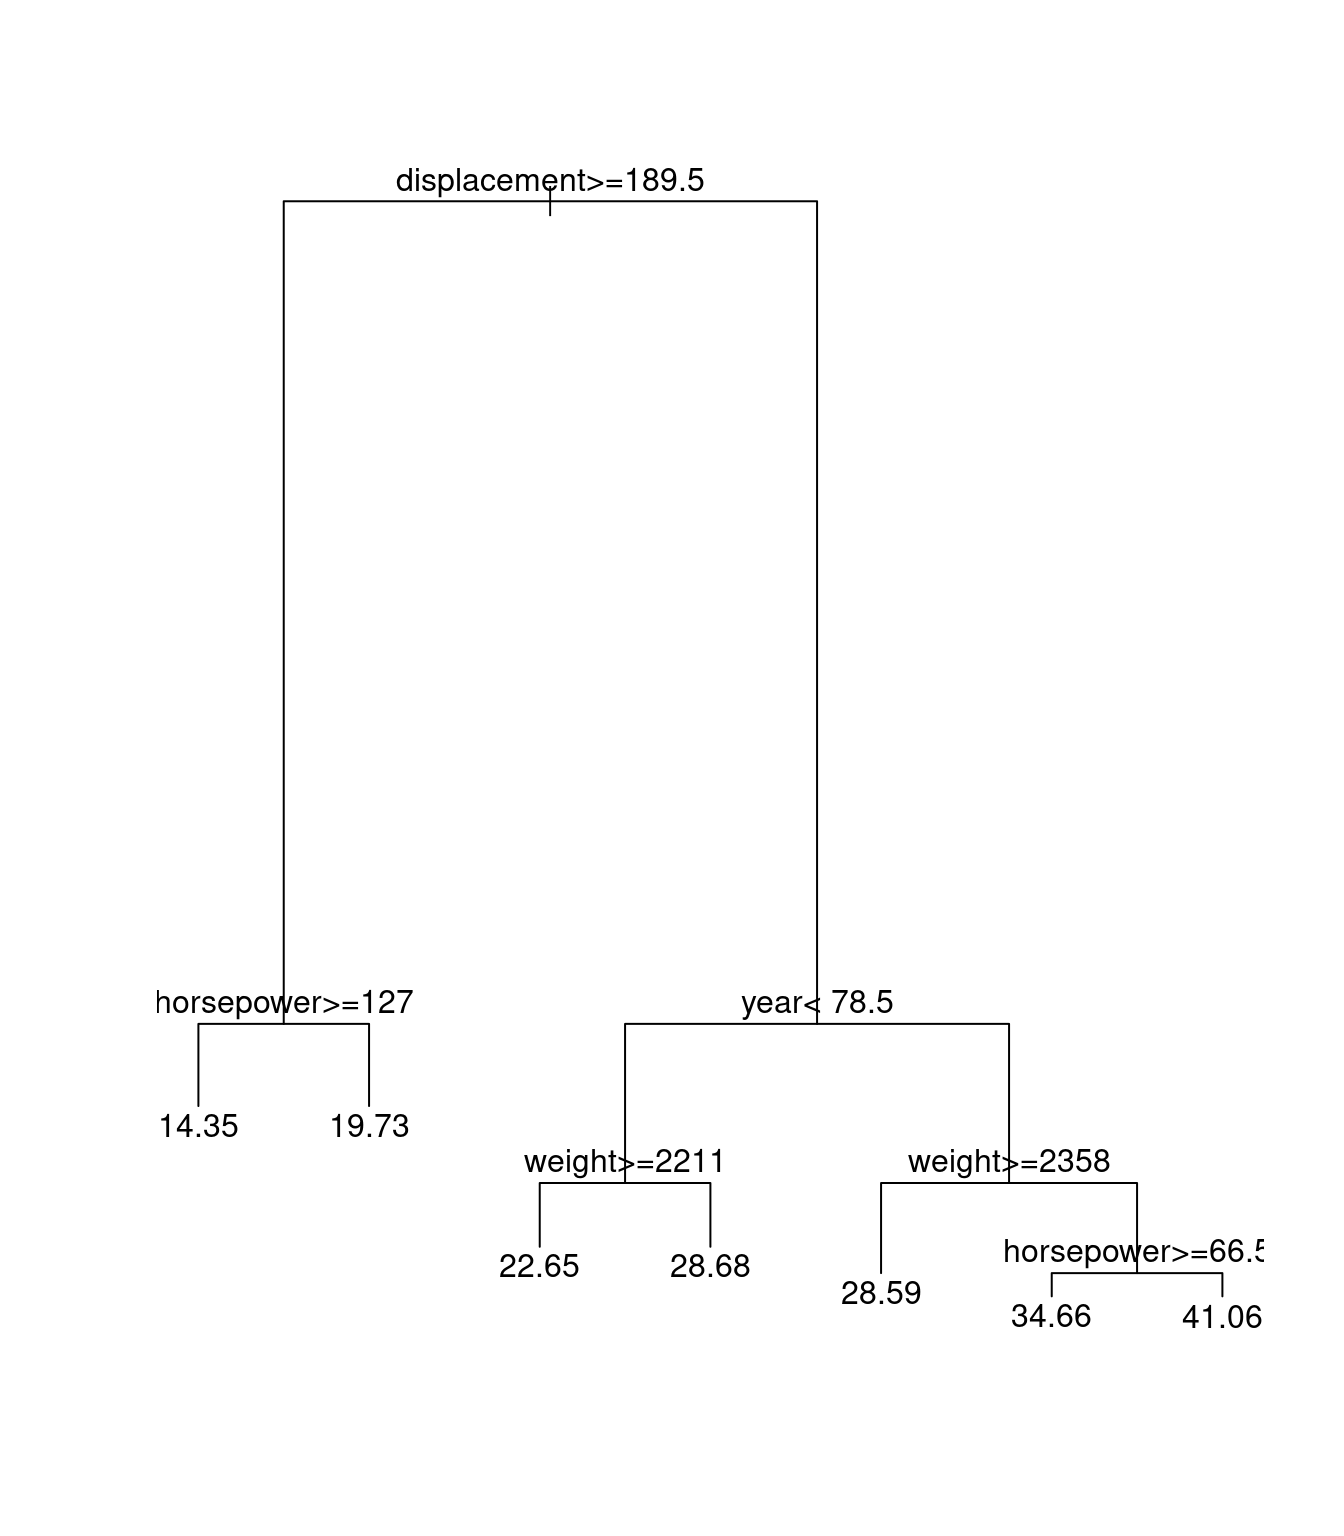 displacement>=189.5
horsepower>=127
year< 78.5
14.35
19.73
weight>=2211
weight>=2358
22.65
28.68
horsepower>=66.5
28.59
34.66
41.06